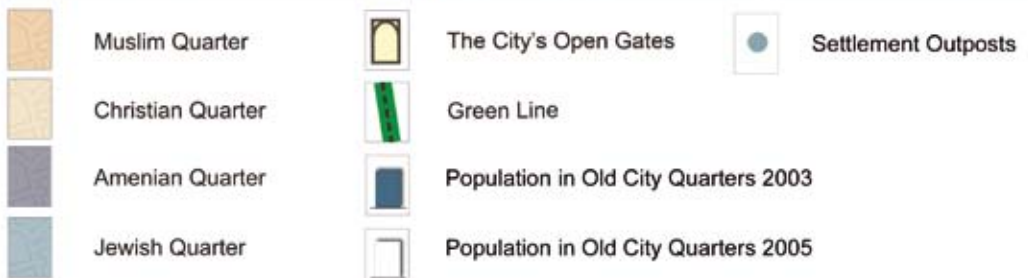 Muslim Quarter
Christian Quarter
Amenian Quarter
Jewish Quarter
The City's Open Gates
Green Line
Population in Old City Quarters 2003
Population in Old City Quarters 2005
Settlement Outposts